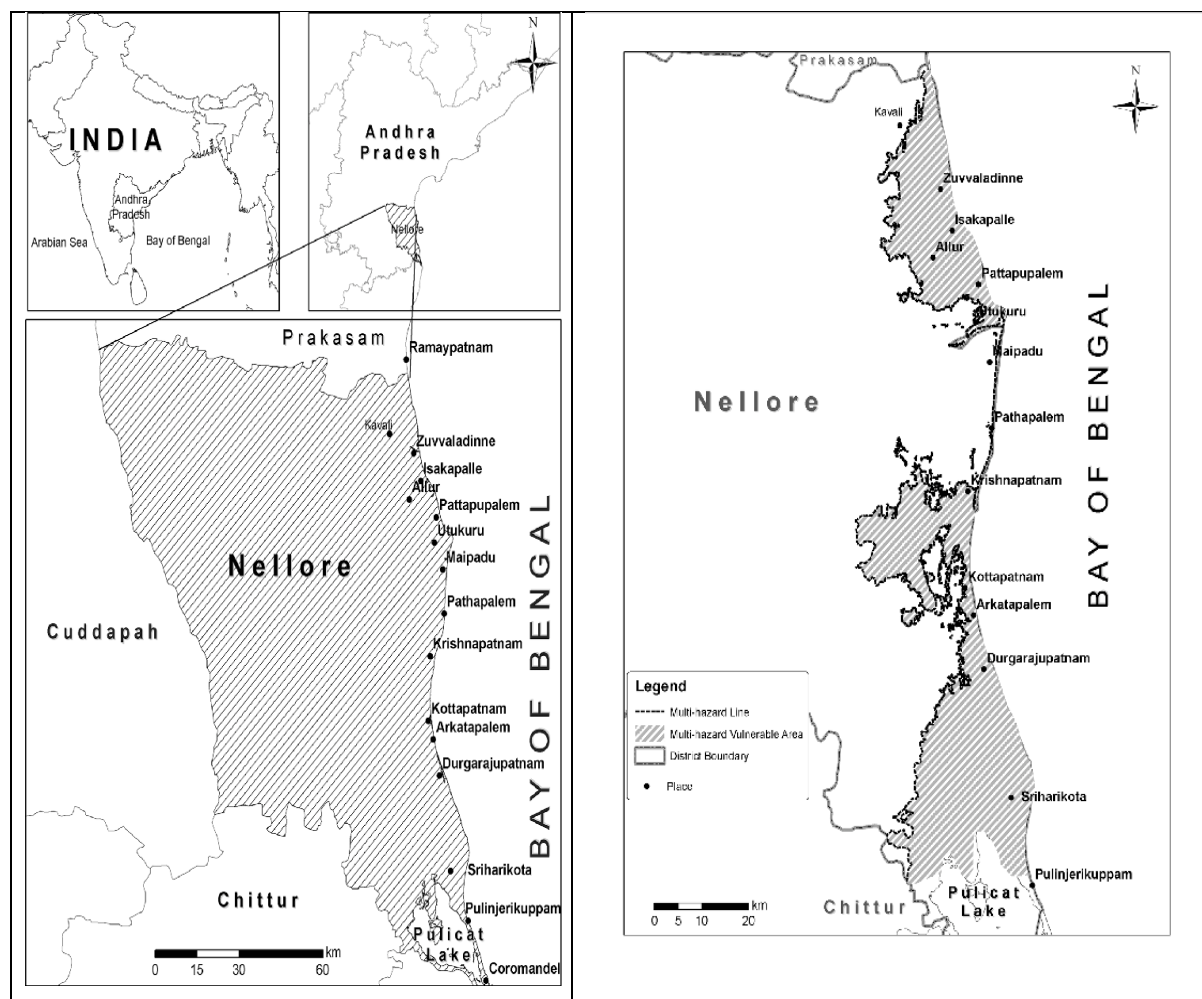 INDIA
Andhra
Pradesh
Arabian Sea
Bay of Bengal
N
Andhra
Pradesh
Nellore
Prakasam
Ramaypatnam
Kavali
Zuvvaladinne
Isakapalle
Allur
Pattapupalem
Utukuru
Maipadu
Nellore
Pathapalem
Cuddapah
Krishnapatnam
Kottapatnam
Arkatapalem
Durgarajupatnam
BAY OF BENGAL
Sriharikota
Chittur
Pulinjerikuppam
Pulicat
Lake
Coromandel
km
0 15 30 60
Prakasam
N
Kavali
Zuvvaladinne
Isakapalle
Allur
Pattapupalem
Utukuru
Maipadu
Nellore
Pathapalem
Krishnapatnam
BAY OF BENGAL
Kottapatnam
Arkatapalem
Durgarajupatnam
Legend
Multi-hazard Line
Multi-hazard Vulnerable Area
District Boundary
Place
Sriharikota
Pulinjerikuppam
Pulicat
Lake
Chittur
km
0 5 10 20